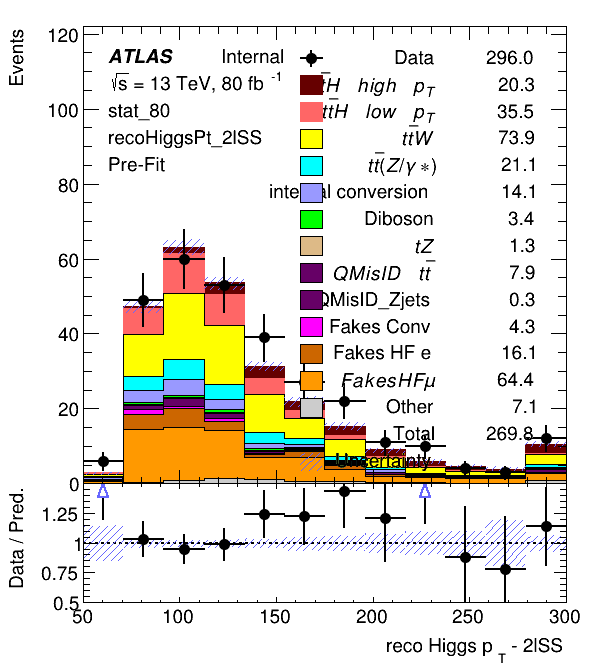 Events
120
100
80
60
40
20
0
ATLAS Internal
√s = 13 TeV, 80 fb⁻¹
stat_80
recoHiggsPt_2lSS
Pre-Fit
Data 296.0
tt̄H high p_T 20.3
tt̄H low p_T 35.5
tt̄W 73.9
tt̄(Z/γ*) 21.1
internal conversion 14.1
Diboson 3.4
tZ 1.3
QMisID tt̄ 7.9
QMisID_Zjets 0.3
Fakes Conv 4.3
Fakes HF e 16.1
FakesHFμ 64.4
Other 7.1
Total 269.8
Uncertainty
Data / Pred.
1.25
1
0.75
0.5
50 100 150 200 250 300
reco Higgs p_T - 2lSS